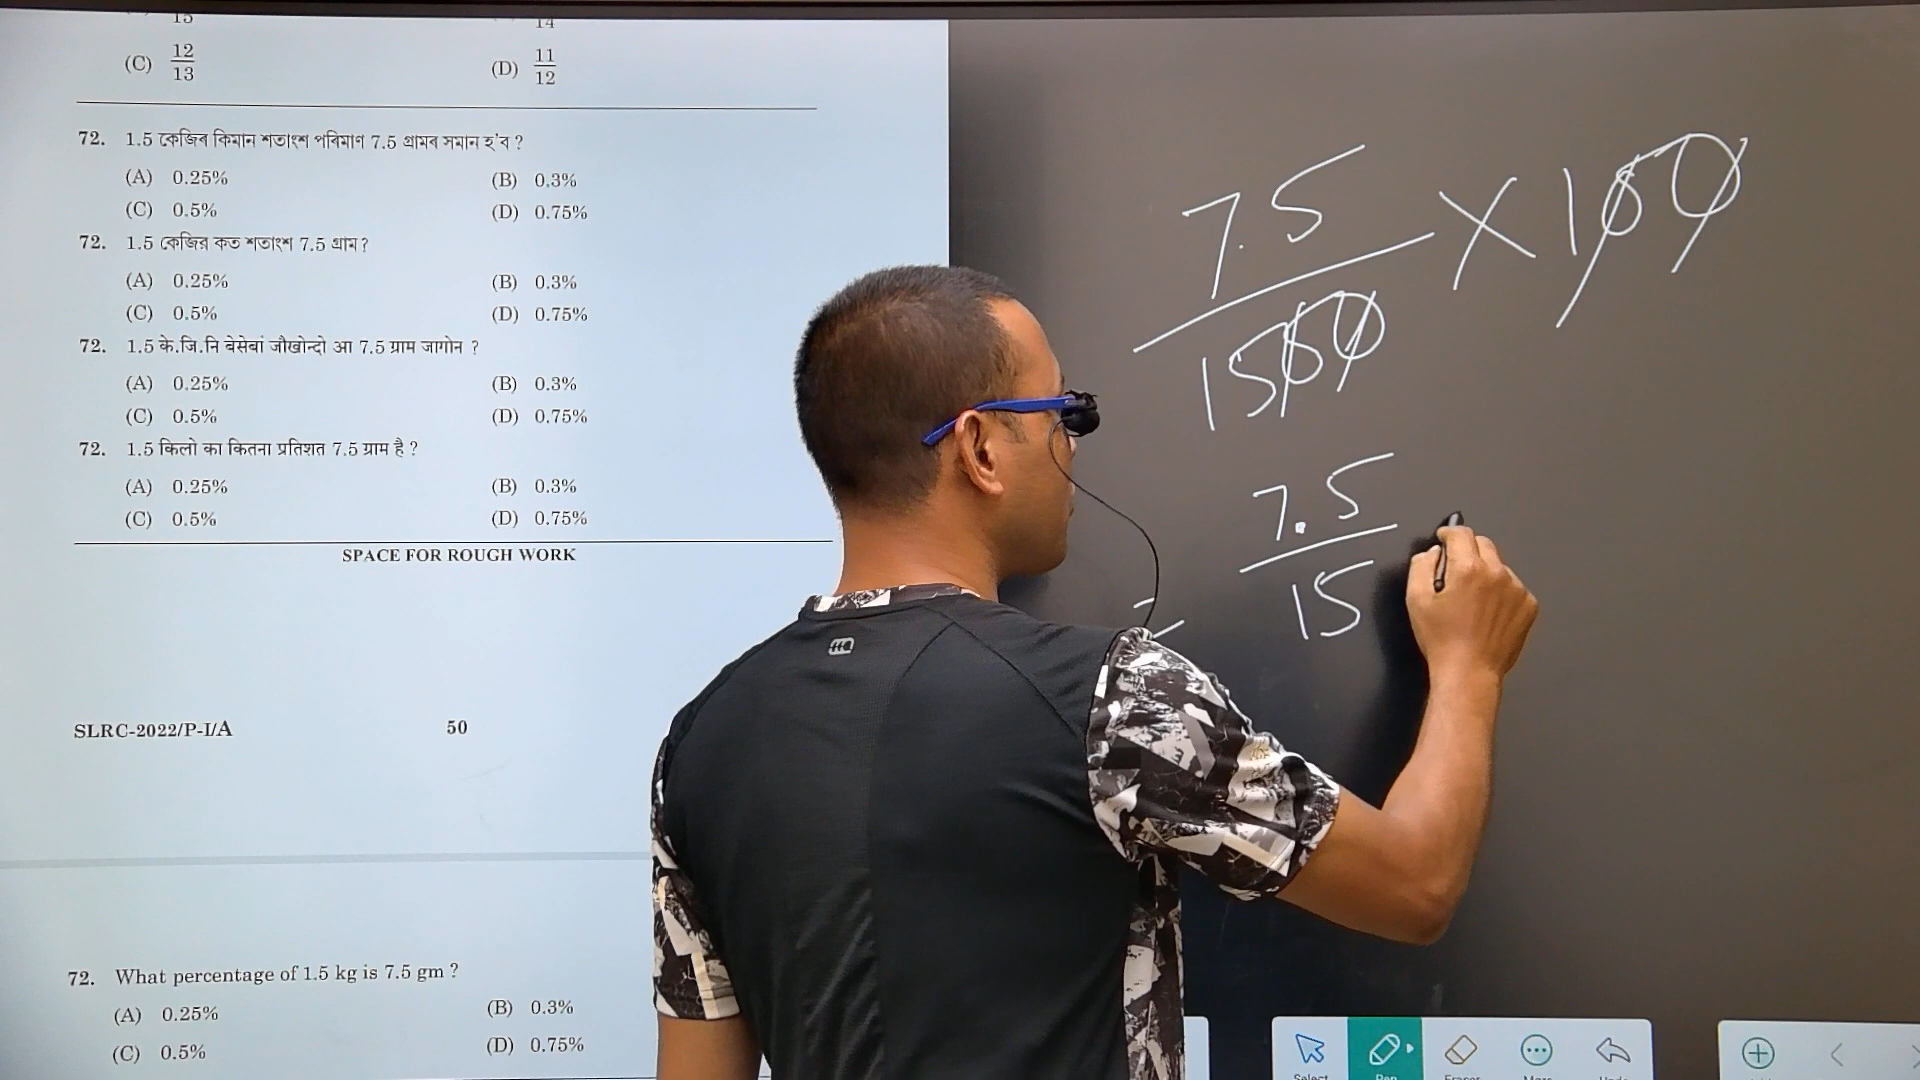 15 14
(C) 12/13 (D) 11/12
72. 1.5 কেজিৰ কিমান শতাংশ পৰিমাণ 7.5 গ্ৰামৰ সমান হ'ব ?
(A) 0.25% (B) 0.3%
(C) 0.5% (D) 0.75%
72. 1.5 কেজির কত শতাংশ 7.5 গ্রাম ?
(A) 0.25% (B) 0.3%
(C) 0.5% (D) 0.75%
72. 1.5 के.जि.नि बेसेबां जौखोन्दो आ 7.5 ग्राम जागोन ?
(A) 0.25% (B) 0.3%
(C) 0.5% (D) 0.75%
72. 1.5 किलो का कितना प्रतिशत 7.5 ग्राम है ?
(A) 0.25% (B) 0.3%
(C) 0.5% (D) 0.75%
SPACE FOR ROUGH WORK
SLRC-2022/P-I/A 50
72. What percentage of 1.5 kg is 7.5 gm ?
(A) 0.25% (B) 0.3%
(C) 0.5% (D) 0.75%
7.5/1500 × 100
= 7.5/15
Select Pen Eraser More Undo